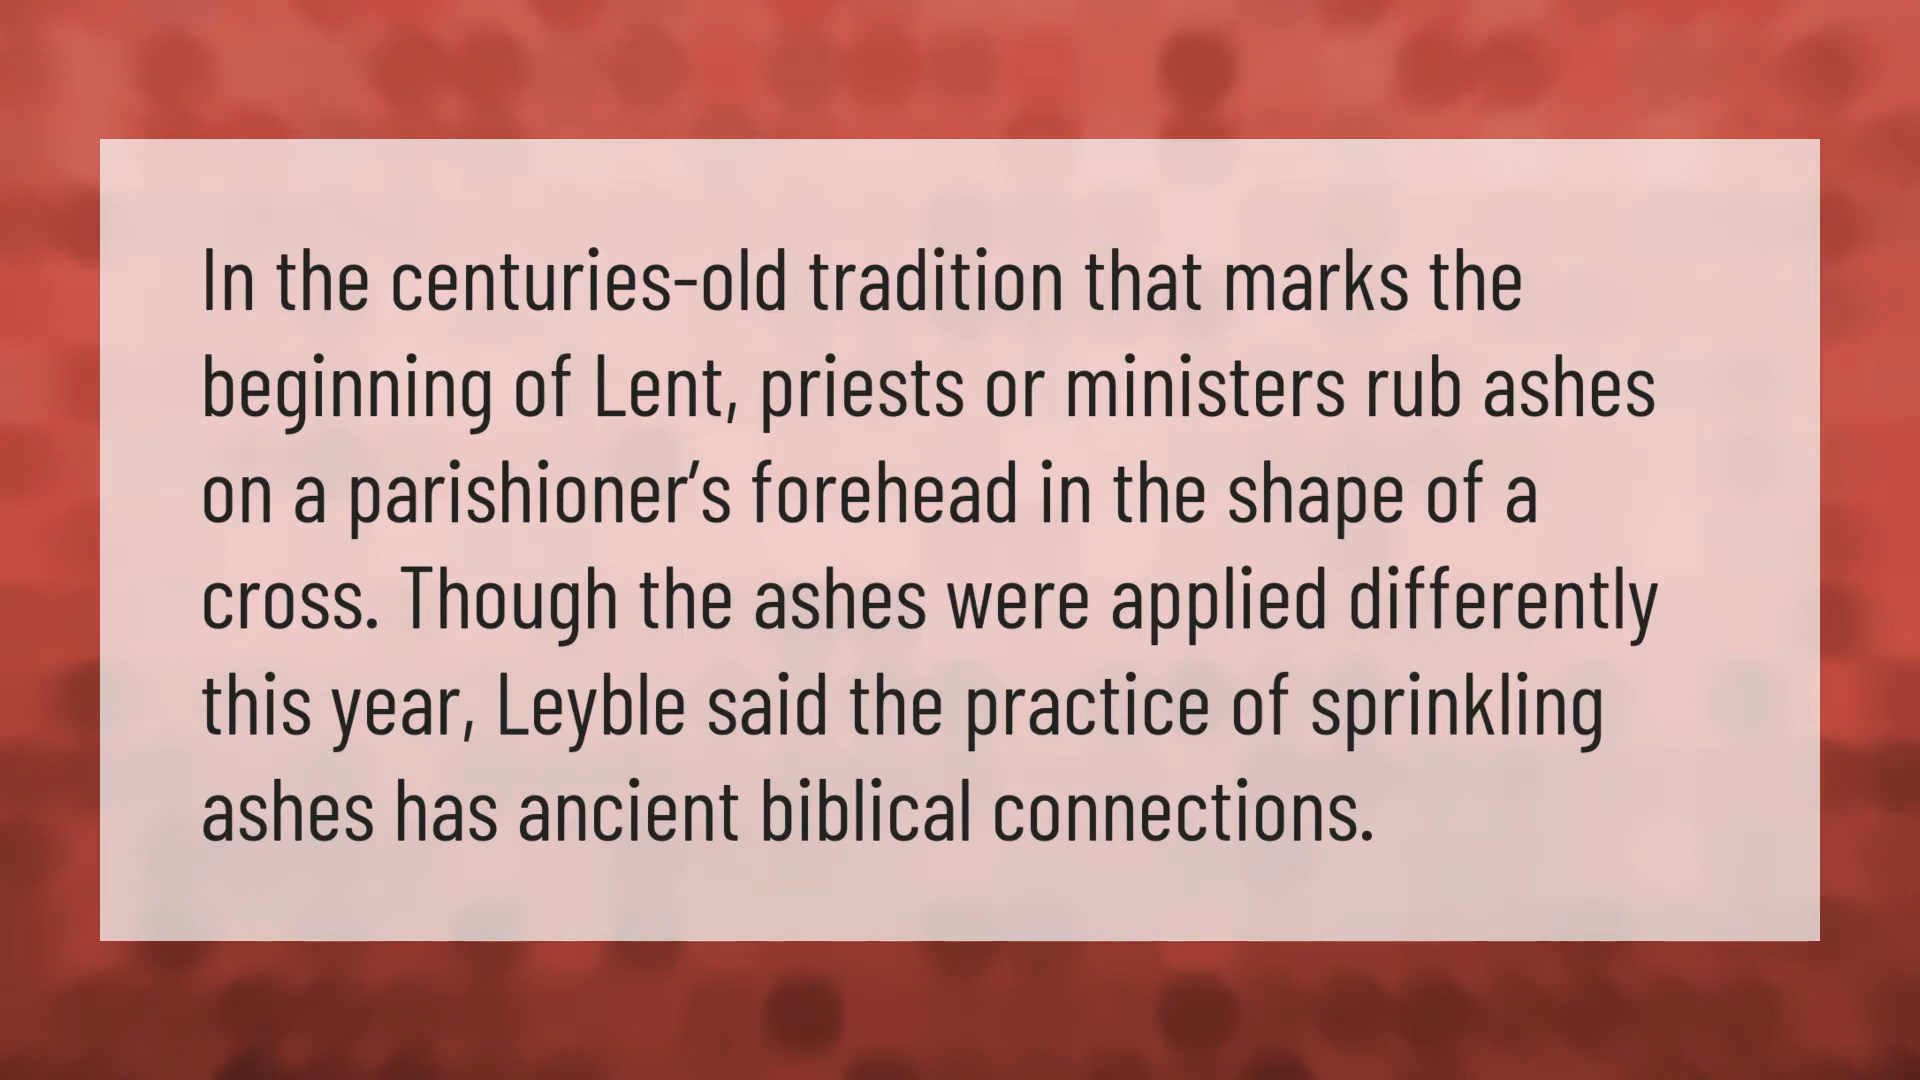 In the centuries-old tradition that marks the
beginning of Lent, priests or ministers rub ashes
on a parishioner’s forehead in the shape of a
cross. Though the ashes were applied differently
this year, Leyble said the practice of sprinkling
ashes has ancient biblical connections.